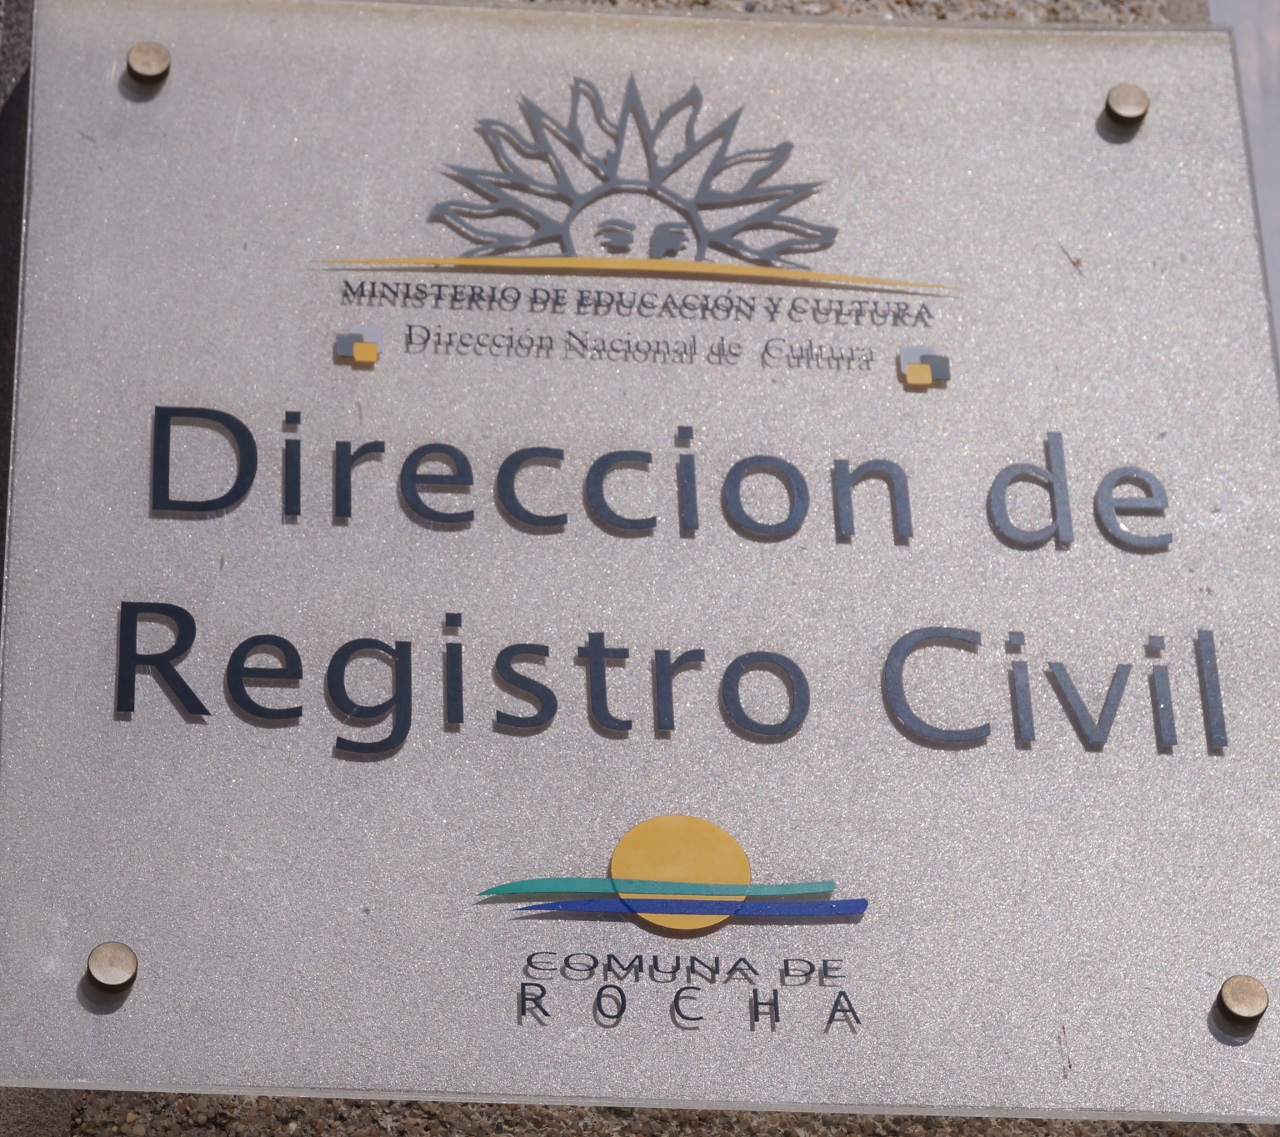 MINISTERIO DE EDUCACIÓN Y CULTURA
Dirección Nacional de Cultura
Direccion de
Registro Civil
COMUNA DE
ROCHA